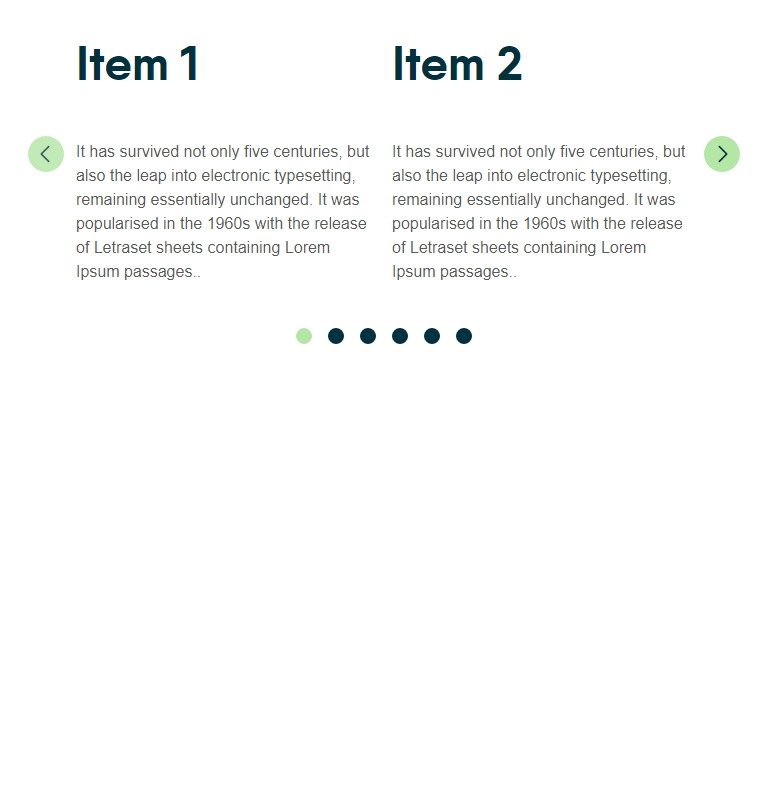 Item 1
It has survived not only five centuries, but
also the leap into electronic typesetting,
remaining essentially unchanged. It was
popularised in the 1960s with the release
of Letraset sheets containing Lorem
Ipsum passages..
Item 2
It has survived not only five centuries, but
also the leap into electronic typesetting,
remaining essentially unchanged. It was
popularised in the 1960s with the release
of Letraset sheets containing Lorem
Ipsum passages..